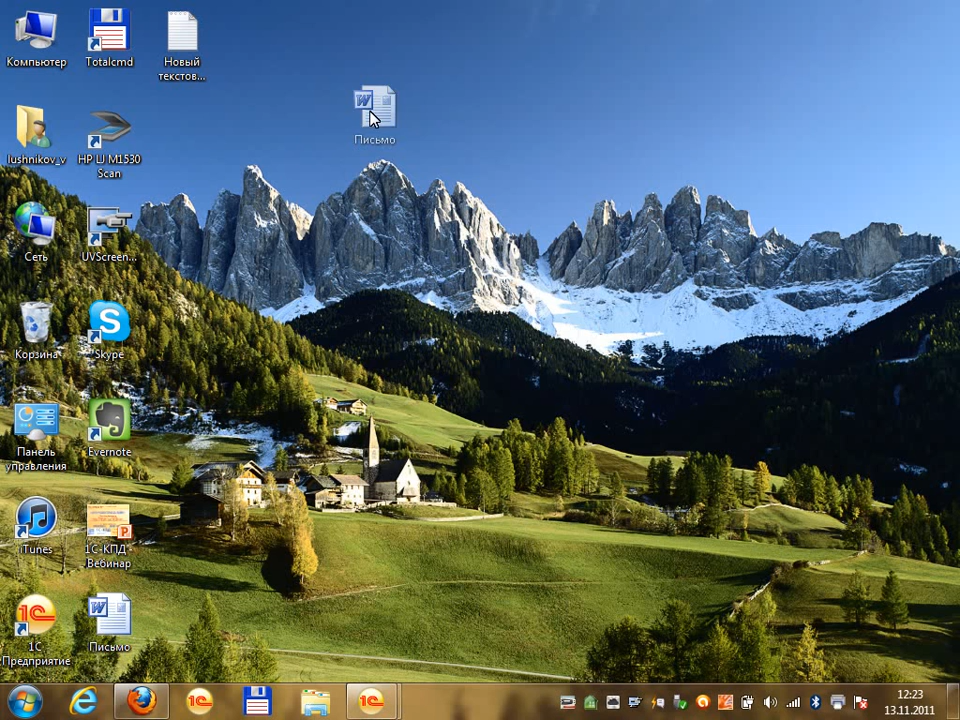 Компьютер
Totalcmd
Новый
текстов...
Письмо
lushnikov_v
HP LJ M1530
Scan
Сеть
UVScreen...
Корзина
Skype
Панель
управления
Evernote
iTunes
1С-КПД -
Вебинар
1С
Предприятие
Письмо
12:23
13.11.2011